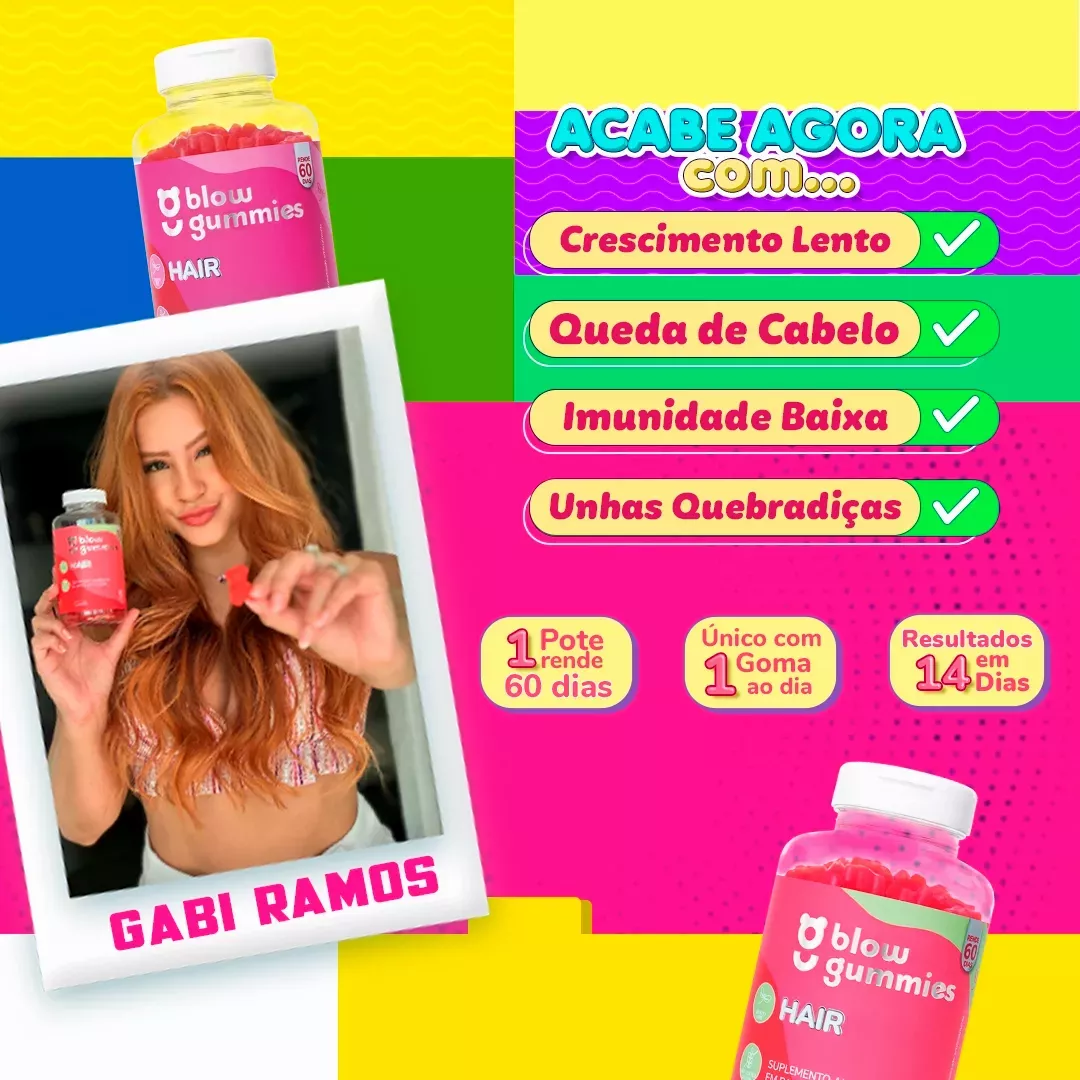 RENDE
60
DIAS
blow
gummies
HAIR
ACABE AGORA
com...
Crescimento Lento
Queda de Cabelo
Imunidade Baixa
Unhas Quebradiças
blow
HAIR
GABI RAMOS
1 Pote
rende
60 dias
Único com
1 Goma
ao dia
Resultados
14 em
Dias
RENDE
60
DIAS
blow
gummies
HAIR
SUPLEMENTO